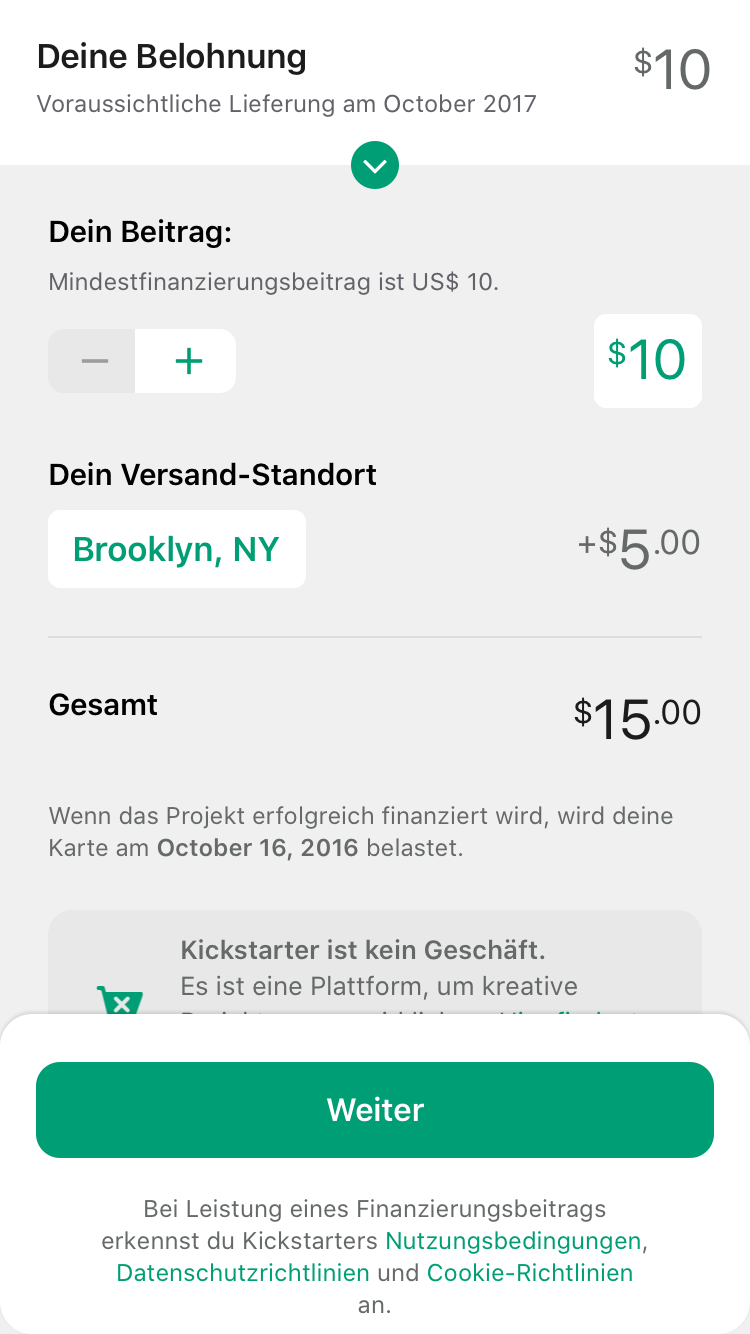 Deine Belohnung
$10
Voraussichtliche Lieferung am October 2017
Dein Beitrag:
Mindestfinanzierungsbeitrag ist US$ 10.
$10
Dein Versand-Standort
Brooklyn, NY
+$5.00
Gesamt
$15.00
Wenn das Projekt erfolgreich finanziert wird, wird deine
Karte am October 16, 2016 belastet.
Kickstarter ist kein Geschäft.
Es ist eine Plattform, um kreative
Weiter
Bei Leistung eines Finanzierungsbeitrags
erkennst du Kickstarters Nutzungsbedingungen,
Datenschutzrichtlinien und Cookie-Richtlinien
an.